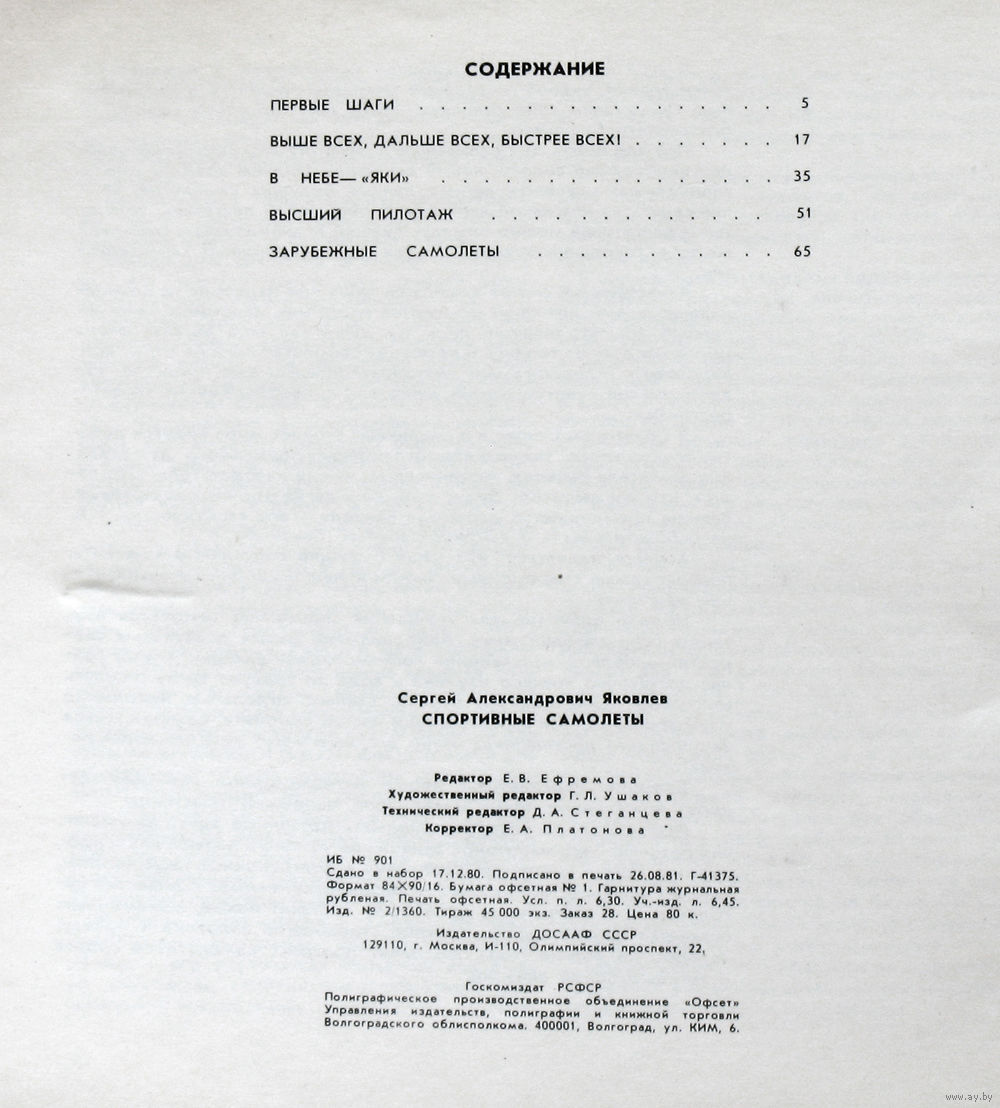 СОДЕРЖАНИЕ
ПЕРВЫЕ ШАГИ . . . . . . . . . . . . . . . . . 5
ВЫШЕ ВСЕХ, ДАЛЬШЕ ВСЕХ, БЫСТРЕЕ ВСЕХ! . . . . . . . 17
В НЕБЕ— «ЯКИ» . . . . . . . . . . . . . . . . 35
ВЫСШИЙ ПИЛОТАЖ . . . . . . . . . . . . . 51
ЗАРУБЕЖНЫЕ САМОЛЕТЫ . . . . . . . . . . . 65
Сергей Александрович Яковлев
СПОРТИВНЫЕ САМОЛЕТЫ
Редактор Е. В. Ефремова
Художественный редактор Г. Л. Ушаков
Технический редактор Д. А. Стеганцева
Корректор Е. А. Платонова
ИБ № 901
Сдано в набор 17.12.80. Подписано в печать 26.08.81. Г-41375.
Формат 84×90/16. Бумага офсетная № 1. Гарнитура журнальная
рубленая. Печать офсетная. Усл. п. л. 6,30. Уч.-изд. л. 6,45.
Изд. № 2/1360. Тираж 45 000 экз. Заказ 28. Цена 80 к.
Издательство ДОСААФ СССР
129110, г. Москва, И-110, Олимпийский проспект, 22,
Госкомиздат РСФСР
Полиграфическое производственное объединение «Офсет»
Управления издательств, полиграфии и книжной торговли
Волгоградского облисполкома. 400001, Волгоград, ул. КИМ, 6.
www.ay.by